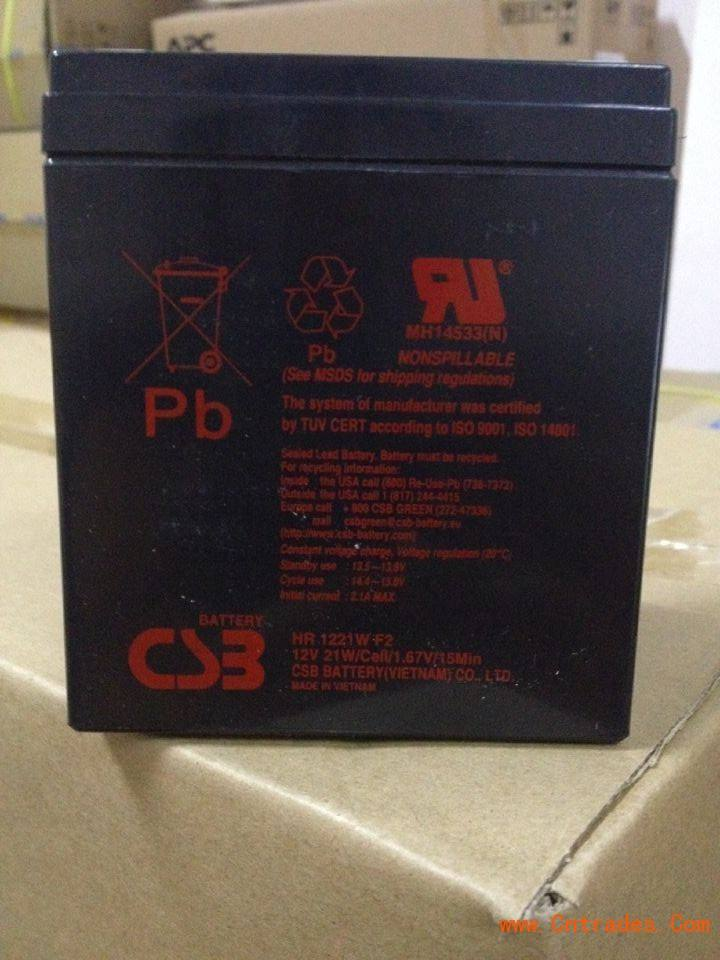 APC
MH14533(N)
Pb
NONSPILLABLE
(See MSDS for shipping regulations)
Pb
The system of manufacturer was certified
by TUV CERT according to ISO 9001, ISO 14001
Sealed Lead Battery. Battery must be recycled.
For recycling information:
Inside the USA call (800) Re-Use-Pb (738-7372)
Outside the USA call 1 (817) 244-4415
Europe call + 800 CSB GREEN (272-47336)
mail csbgreen@csb-battery.eu
(http://www.csb-battery.com)
Constant voltage charge, Voltage regulation (20°C)
Standby use : 13.5~13.8V
Cycle use : 14.4~15.0V
Initial current : 2.1A MAX.
BATTERY
CSB
HR 1221W F2
12V 21W/Cell/1.67V/15Min
CSB BATTERY(VIETNAM) CO., LTD.
MADE IN VIETNAM
www.Cntrades.Com